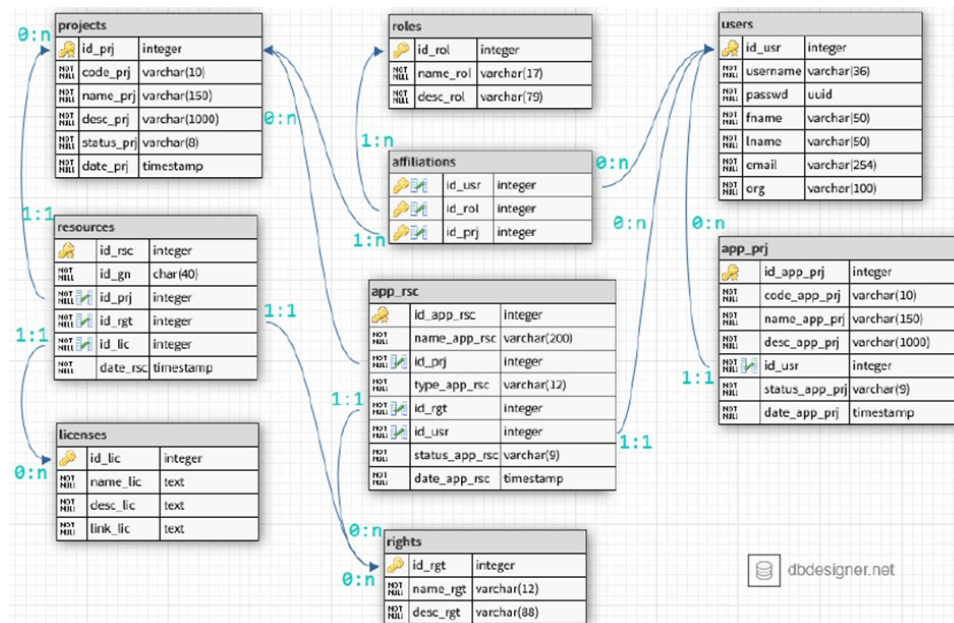 projects
0:n
id_prj integer
NOT NULL code_prj varchar(10)
NOT NULL name_prj varchar(150)
NOT NULL desc_prj varchar(1000)
NOT NULL status_prj varchar(8)
NOT NULL date_prj timestamp
0:n
1:1
roles
id_rol integer
NOT NULL name_rol varchar(17)
NOT NULL desc_rol varchar(79)
1:n
users
id_usr integer
NOT NULL username varchar(36)
NOT NULL passwd uuid
NOT NULL fname varchar(50)
NOT NULL lname varchar(50)
NOT NULL email varchar(254)
NOT NULL org varchar(100)
affiliations
id_usr integer
id_rol integer
id_prj integer
0:n
1:n
0:n
0:n
resources
id_rsc integer
NOT NULL id_gn char(40)
NOT NULL id_prj integer
NOT NULL id_rgt integer
NOT NULL id_lic integer
NOT NULL date_rsc timestamp
1:1
1:1
app_rsc
id_app_rsc integer
NOT NULL name_app_rsc varchar(200)
NOT NULL id_prj integer
NOT NULL type_app_rsc varchar(12)
NOT NULL id_rgt integer
NOT NULL id_usr integer
NOT NULL status_app_rsc varchar(9)
NOT NULL date_app_rsc timestamp
1:1
1:1
app_prj
id_app_prj integer
NOT NULL code_app_prj varchar(10)
NOT NULL name_app_prj varchar(150)
NOT NULL desc_app_prj varchar(1000)
NOT NULL id_usr integer
NOT NULL status_app_prj varchar(9)
NOT NULL date_app_prj timestamp
1:1
licenses
id_lic integer
NOT NULL name_lic text
NOT NULL desc_lic text
NOT NULL link_lic text
0:n
0:n
0:n
rights
id_rgt integer
NOT NULL name_rgt varchar(12)
NOT NULL desc_rgt varchar(88)
dbdesigner.net